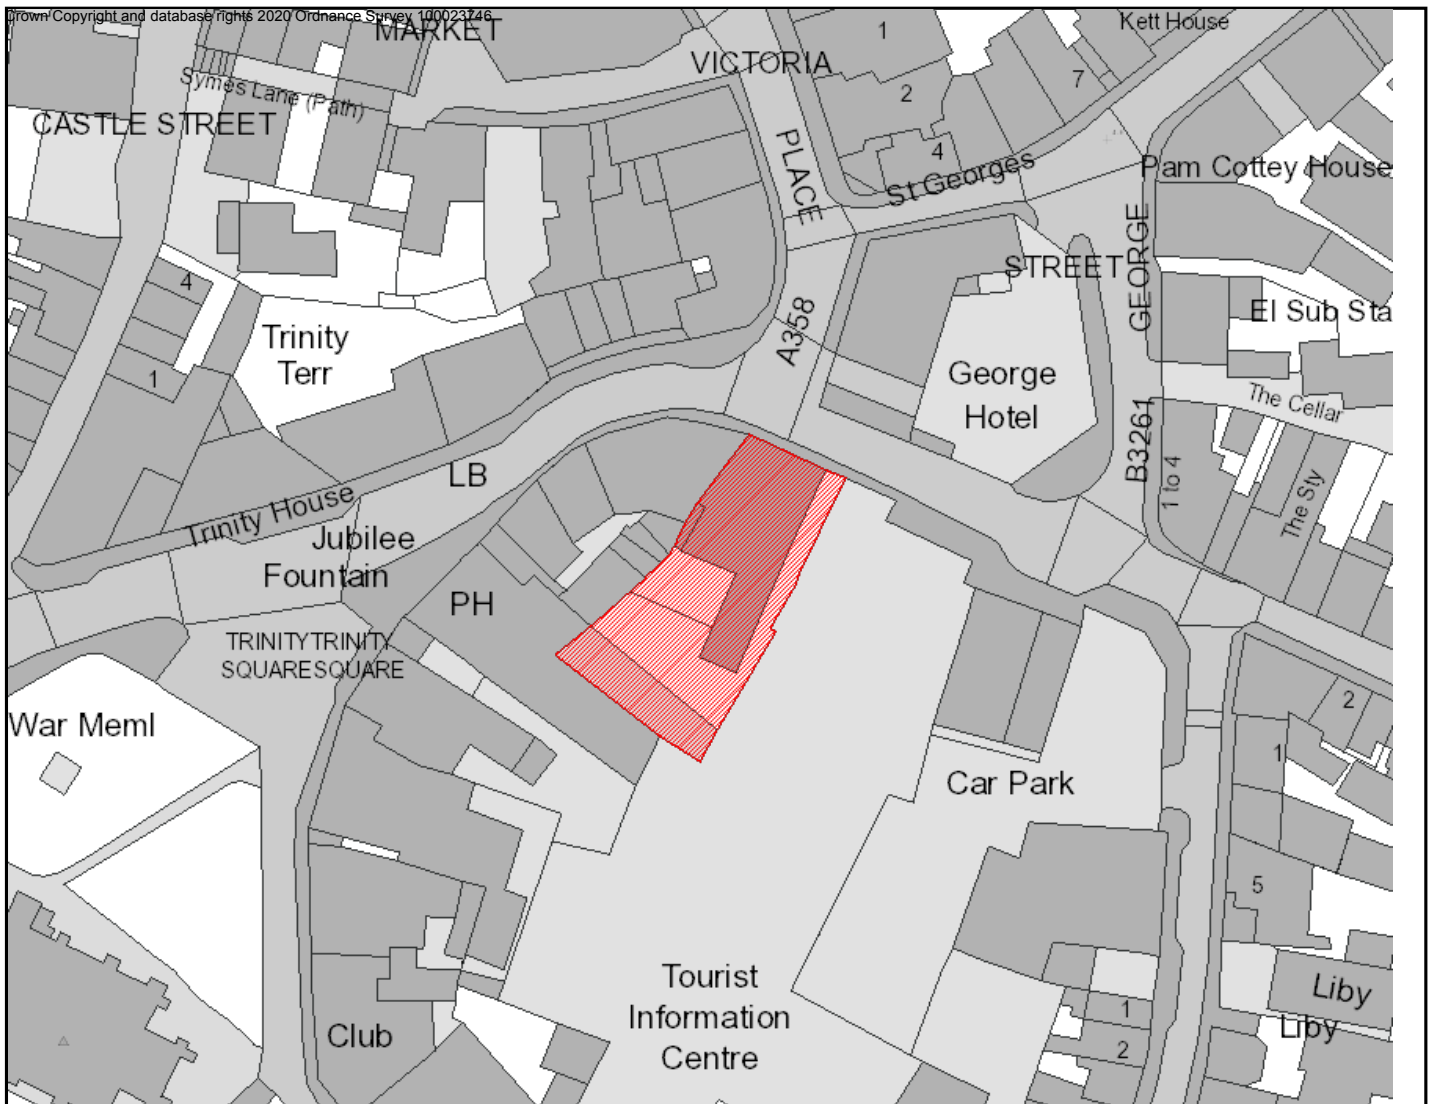 Crown Copyright and database rights 2020 Ordnance Survey 100023746
MARKET
1
Kett House
VICTORIA
7
Symes Lane (Path)
2
CASTLE STREET
PLACE
4
St Georges
Pam Cottey House
STREET
GEORGE
4
El Sub Sta
A358
Trinity
Terr
1
George
Hotel
The Cellar
B3261
1 to 4
LB
The Sty
Trinity House
Jubilee
Fountain
PH
TRINITYTRINITY
SQUARESQUARE
War Meml
2
1
Car Park
5
Tourist
Information
Centre
Liby
Liby
Club
1
2